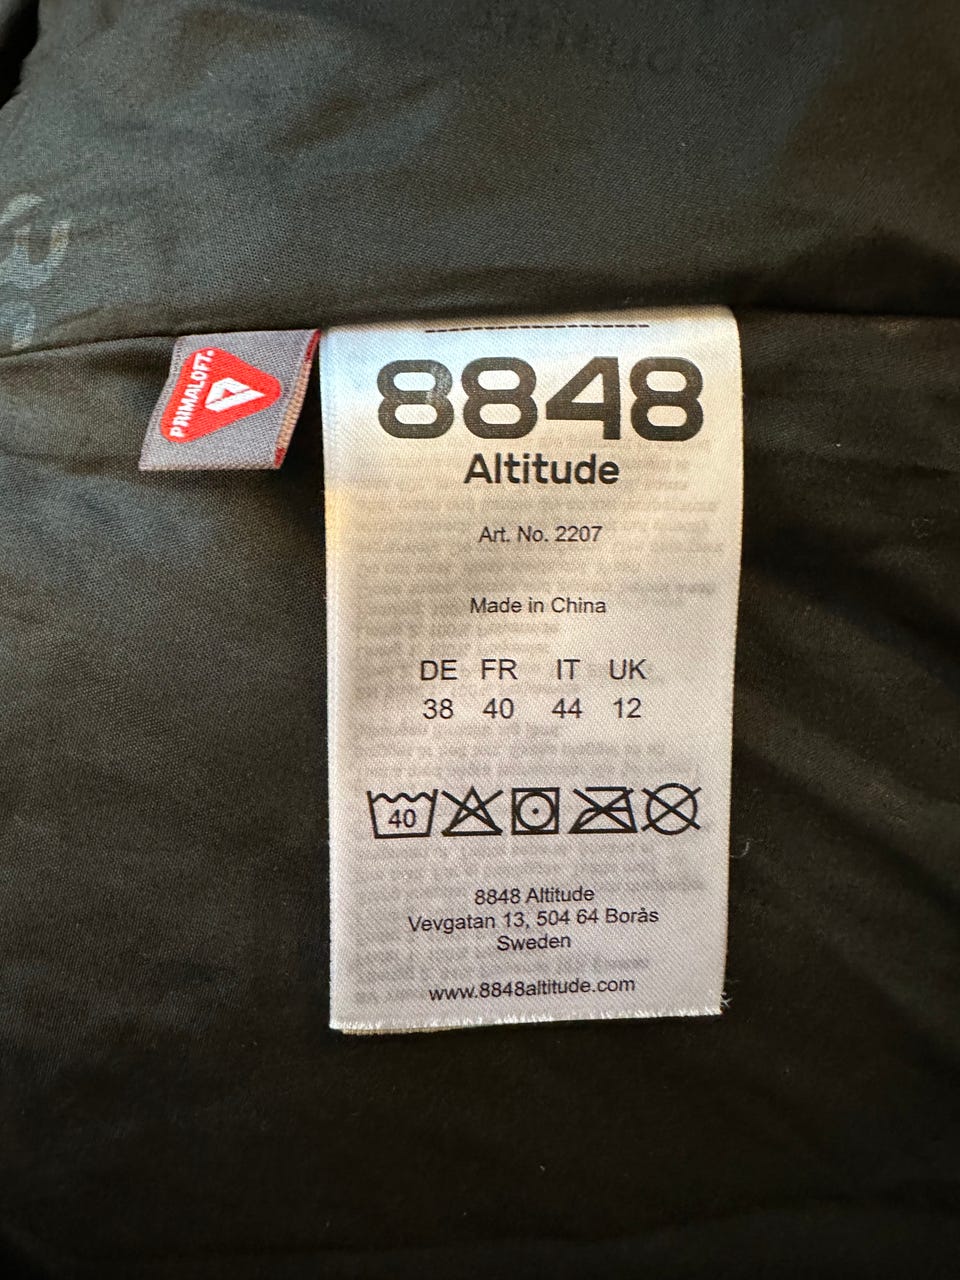 PRIMALOFT®
8848
Altitude
Art. No. 2207
Made in China
DE FR IT UK
38 40 44 12
40
8848 Altitude
Vevgatan 13, 504 64 Borås
Sweden
www.8848altitude.com